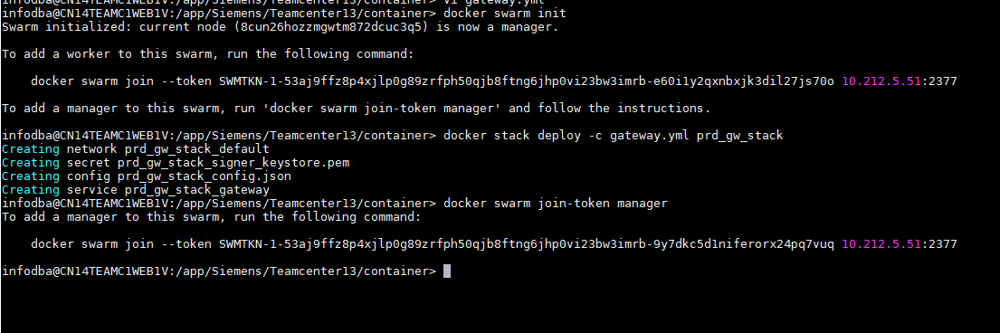 infodba@CN14TEAMC1WEB1V:/app/Siemens/Teamcenter13/container> vi gateway.yml
infodba@CN14TEAMC1WEB1V:/app/Siemens/Teamcenter13/container> docker swarm init
Swarm initialized: current node (8cun26hozzmgwtm872dcuc3q5) is now a manager.
To add a worker to this swarm, run the following command:
docker swarm join --token SWMTKN-1-53aj9ffz8p4xjlp0g89zrfph50qjb8ftng6jhp0vi23bw3imrb-e60i1y2qxnbxjk3dil27js70o 10.212.5.51:2377
To add a manager to this swarm, run 'docker swarm join-token manager' and follow the instructions.
infodba@CN14TEAMC1WEB1V:/app/Siemens/Teamcenter13/container> docker stack deploy -c gateway.yml prd_gw_stack
Creating network prd_gw_stack_default
Creating secret prd_gw_stack_signer_keystore.pem
Creating config prd_gw_stack_config.json
Creating service prd_gw_stack_gateway
infodba@CN14TEAMC1WEB1V:/app/Siemens/Teamcenter13/container> docker swarm join-token manager
To add a manager to this swarm, run the following command:
docker swarm join --token SWMTKN-1-53aj9ffz8p4xjlp0g89zrfph50qjb8ftng6jhp0vi23bw3imrb-9y7dkc5d1niferorx24pq7vuq 10.212.5.51:2377
infodba@CN14TEAMC1WEB1V:/app/Siemens/Teamcenter13/container>